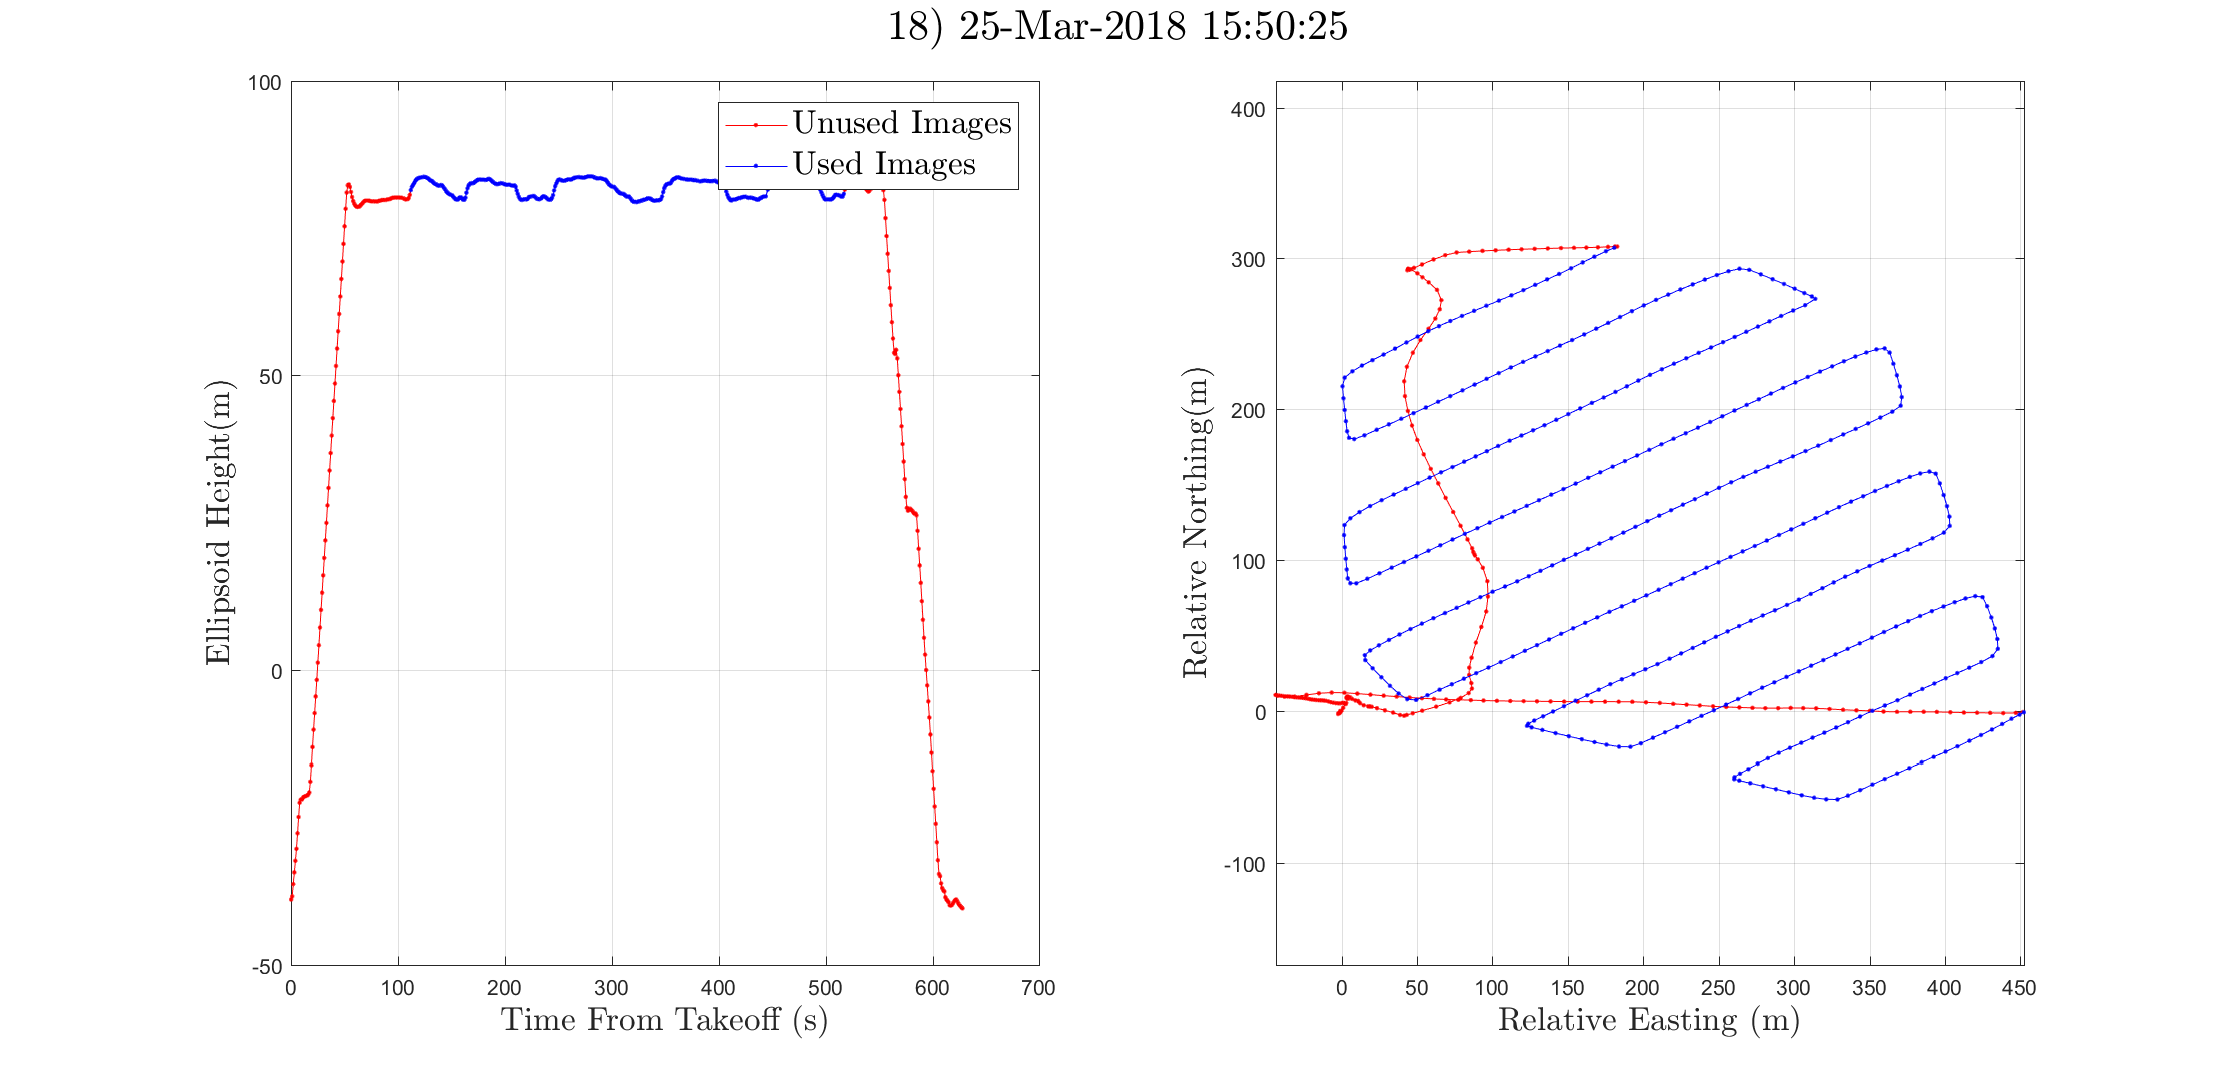 18) 25-Mar-2018 15:50:25
100
50
0
-50
0 100 200 300 400 500 600 700
Ellipsoid Height(m)
Time From Takeoff (s)
Unused Images
Used Images
400
300
200
100
0
-100
0 50 100 150 200 250 300 350 400 450
Relative Northing(m)
Relative Easting (m)